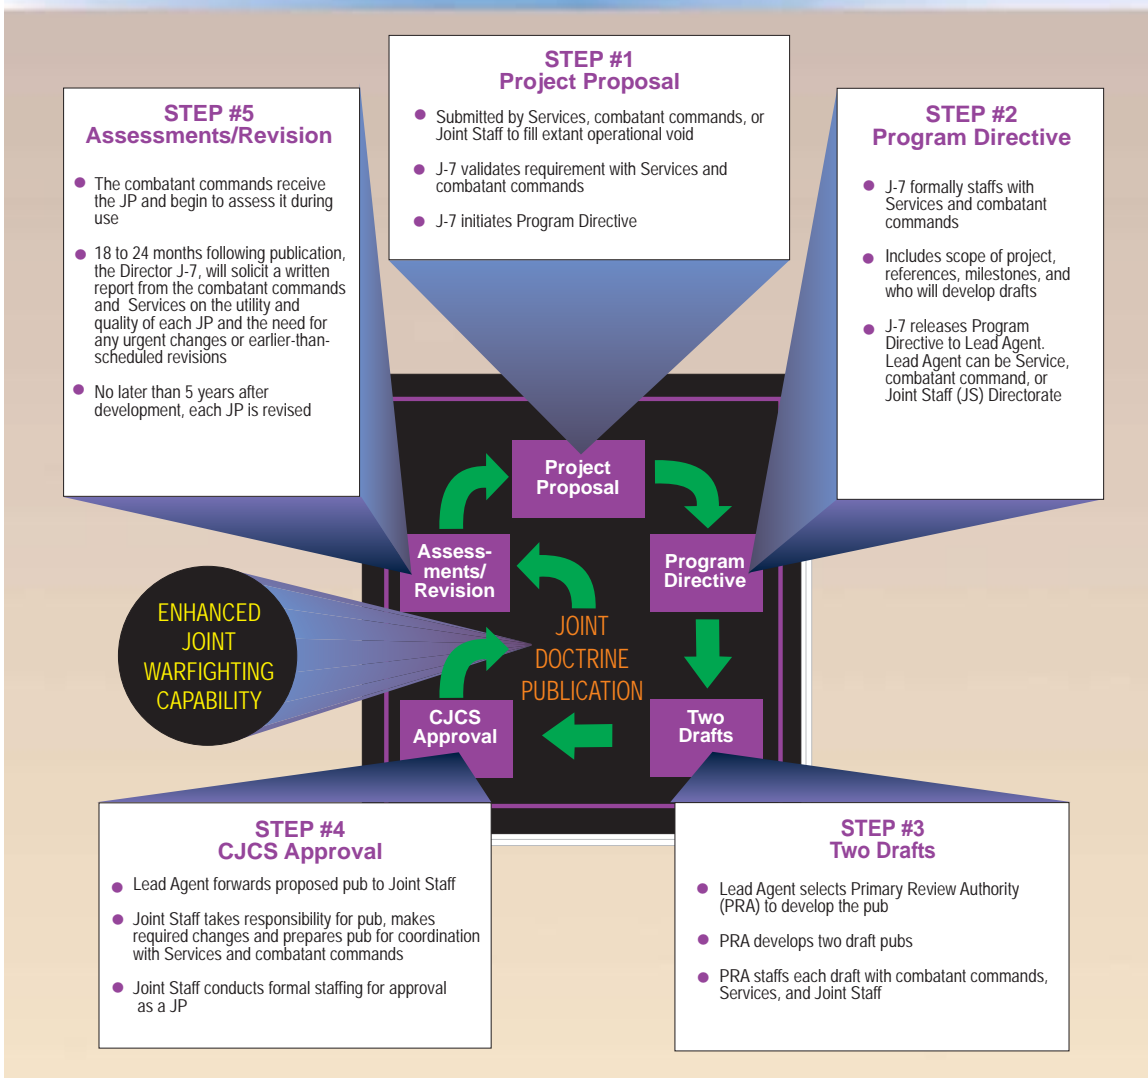 STEP #1
Project Proposal
Submitted by Services, combatant commands, or
Joint Staff to fill extant operational void
J-7 validates requirement with Services and
combatant commands
J-7 initiates Program Directive
STEP #2
Program Directive
J-7 formally staffs with
Services and combatant
commands
Includes scope of project,
references, milestones, and
who will develop drafts
J-7 releases Program
Directive to Lead Agent.
Lead Agent can be Service,
combatant command, or
Joint Staff (JS) Directorate
STEP #5
Assessments/Revision
The combatant commands receive
the JP and begin to assess it during
use
18 to 24 months following publication,
the Director J-7, will solicit a written
report from the combatant commands
and Services on the utility and
quality of each JP and the need for
any urgent changes or earlier-than-
scheduled revisions
No later than 5 years after
development, each JP is revised
Project
Proposal
Assess-
ments/
Revision
Program
Directive
ENHANCED
JOINT
WARFIGHTING
CAPABILITY
JOINT
DOCTRINE
PUBLICATION
CJCS
Approval
Two
Drafts
STEP #4
CJCS Approval
Lead Agent forwards proposed pub to Joint Staff
Joint Staff takes responsibility for pub, makes
required changes and prepares pub for coordination
with Services and combatant commands
Joint Staff conducts formal staffing for approval
as a JP
STEP #3
Two Drafts
Lead Agent selects Primary Review Authority
(PRA) to develop the pub
PRA develops two draft pubs
PRA staffs each draft with combatant commands,
Services, and Joint Staff